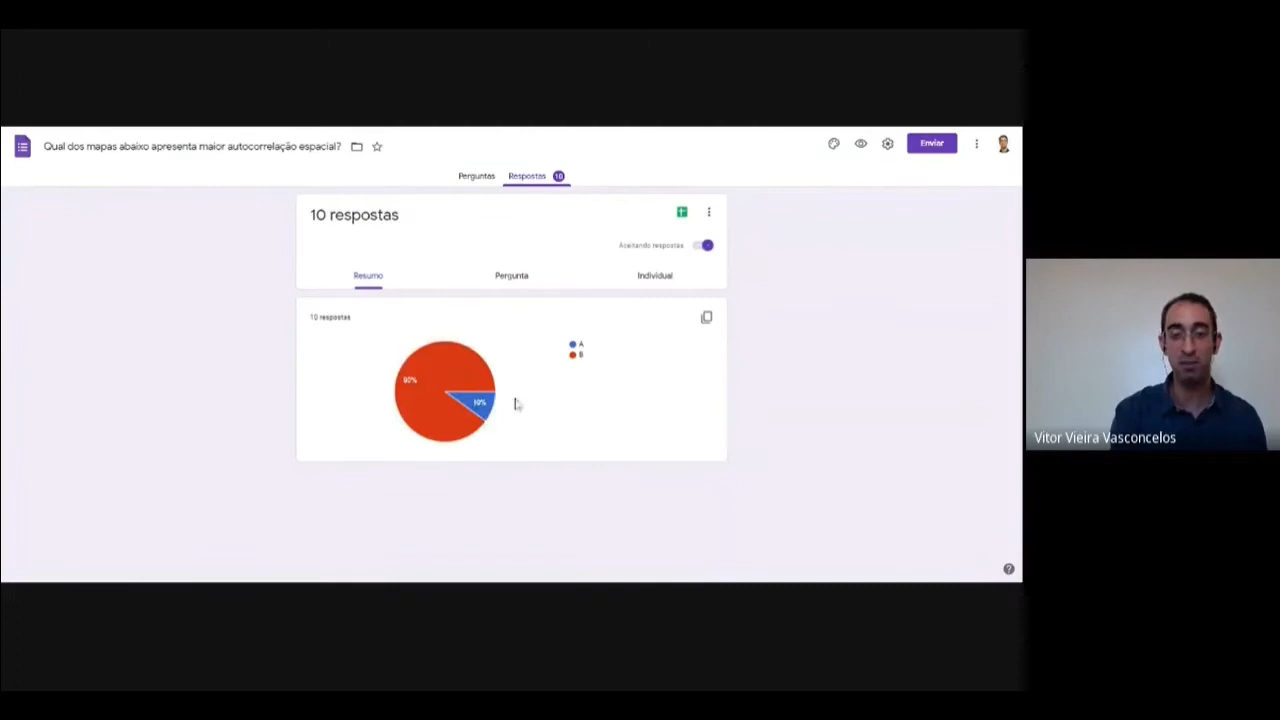 Qual dos mapas abaixo apresenta maior autocorrelação espacial?
Enviar
Perguntas
Respostas 10
10 respostas
Aceitando respostas
Resumo
Pergunta
Individual
10 respostas
A
B
90%
10%
Vitor Vieira Vasconcelos